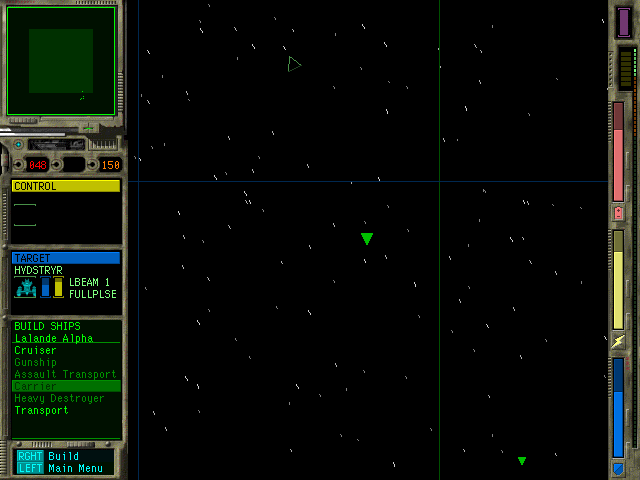 048 150
CONTROL
TARGET
HVDSTRYR
LBEAM 1
FULLPLSE
BUILD SHIPS
Lalande Alpha
Cruiser
Gunship
Assault Transport
Carrier
Heavy Destroyer
Transport
RGHT Build
LEFT Main Menu